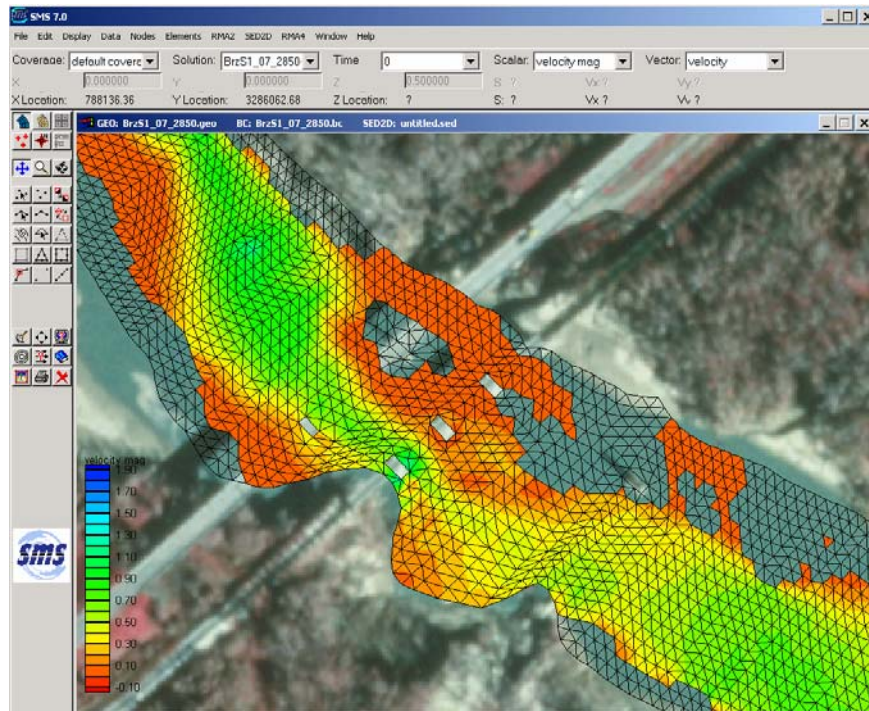 SMS 7.0
File Edit Display Data Nodes Elements RMA2 SED2D RMA4 Window Help
Coverage: default coverc Solution: BrzS1_07_2850 Time 0 Scalar: velocity mag Vector: velocity
X 0.000000 Y 0.000000 Z 0.500000 S ? Vx ? Vy ?
X Location: 788136.36 Y Location: 3286062.68 Z Location: ? S: ? Vx ? Vy ?
GEO: BrzS1_07_2850.geo BC: BrzS1_07_2850.bc SED2D: untitled.sed
velocity mag
1.90
1.70
1.50
1.30
1.10
0.90
0.70
0.50
0.30
0.10
-0.10
sms